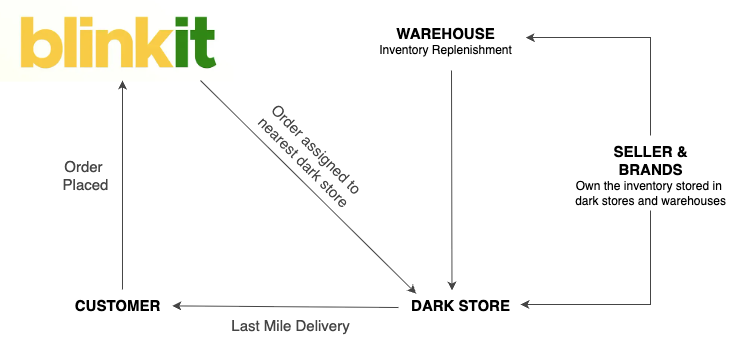 blinkit
WAREHOUSE
Inventory Replenishment
Order assigned to
nearest dark store
Order
Placed
SELLER &
BRANDS
Own the inventory stored in
dark stores and warehouses
CUSTOMER
DARK STORE
Last Mile Delivery